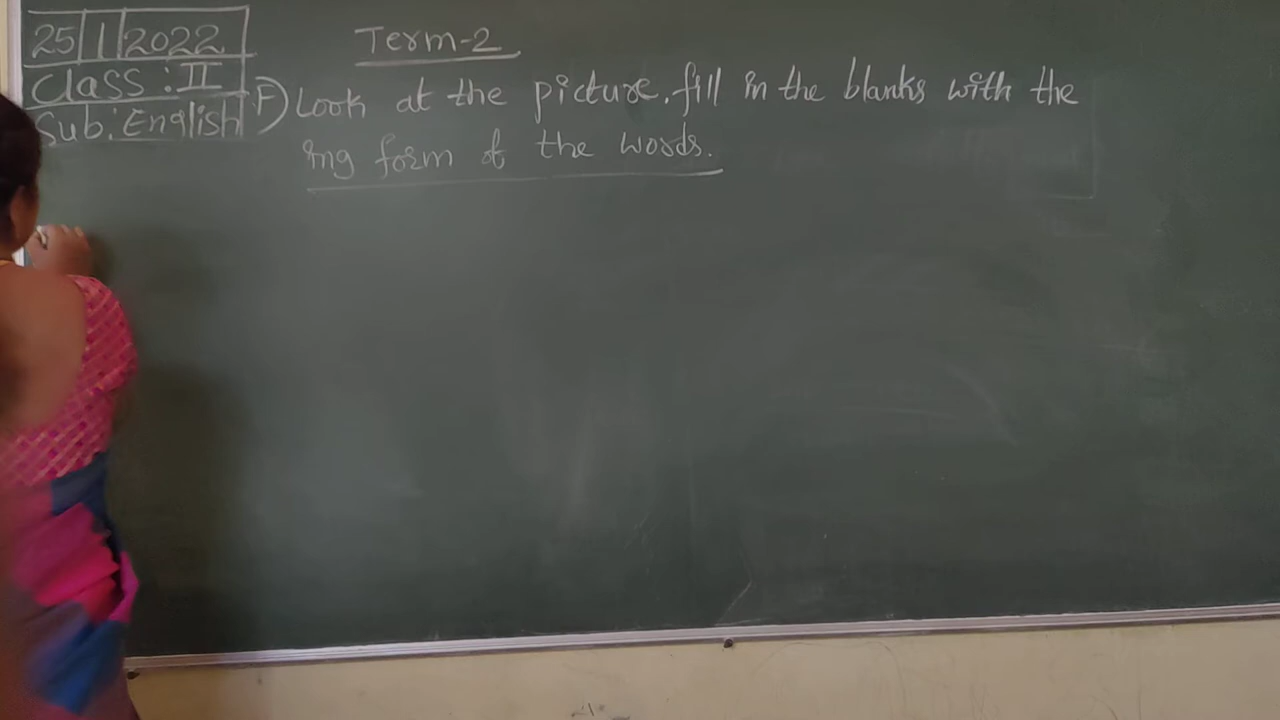 25 | 1 | 2022
Class : II
Sub: English
Term-2
F) Look at the picture, fill in the blanks with the
ing form of the words.